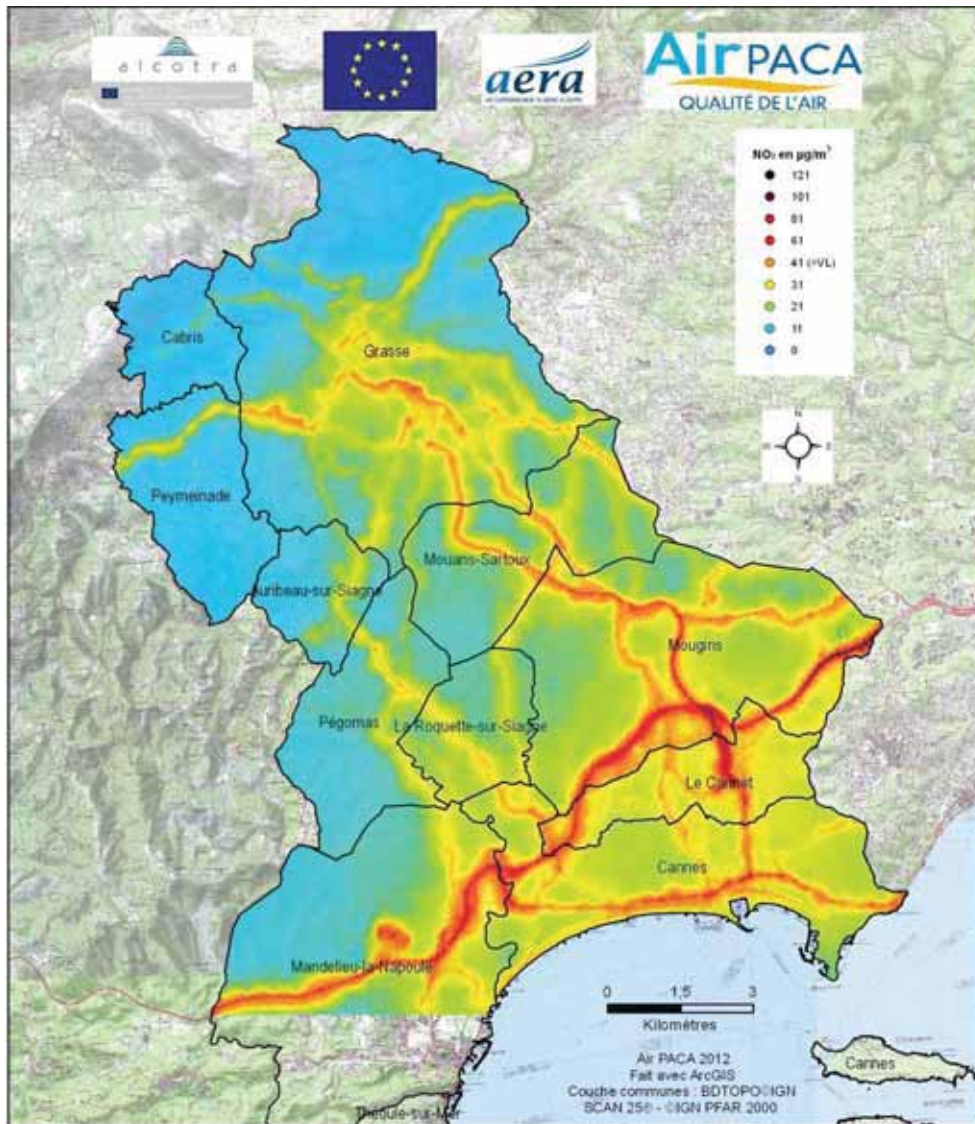 alcotra
aera
AirPACA
QUALITÉ DE L'AIR
NO₂ en µg/m³
121
101
81
61
41 (=VL)
31
21
11
0
N
E
S
Cabris
Grasse
Peymeinade
Mouans-Sartoux
Auribeau-sur-Siagne
Mougins
Pégomas
La Roquette-sur-Siagne
Le Cannet
Cannes
Mandelieu-la-Napoule
0 1,5 3
Kilomètres
Air PACA 2012
Fait avec ArcGIS
Couche communes : BDTOPO©IGN
SCAN 25® - ©IGN PFAR 2000
Cannes
Théoule-sur-Mer